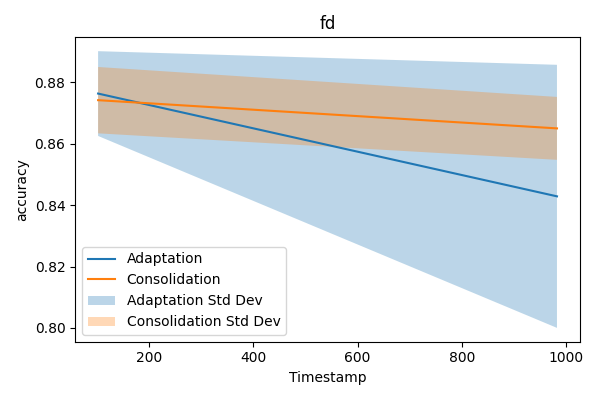 fd
accuracy
0.88
0.86
0.84
0.82
0.80
Adaptation
Consolidation
Adaptation Std Dev
Consolidation Std Dev
200
400
600
800
1000
Timestamp